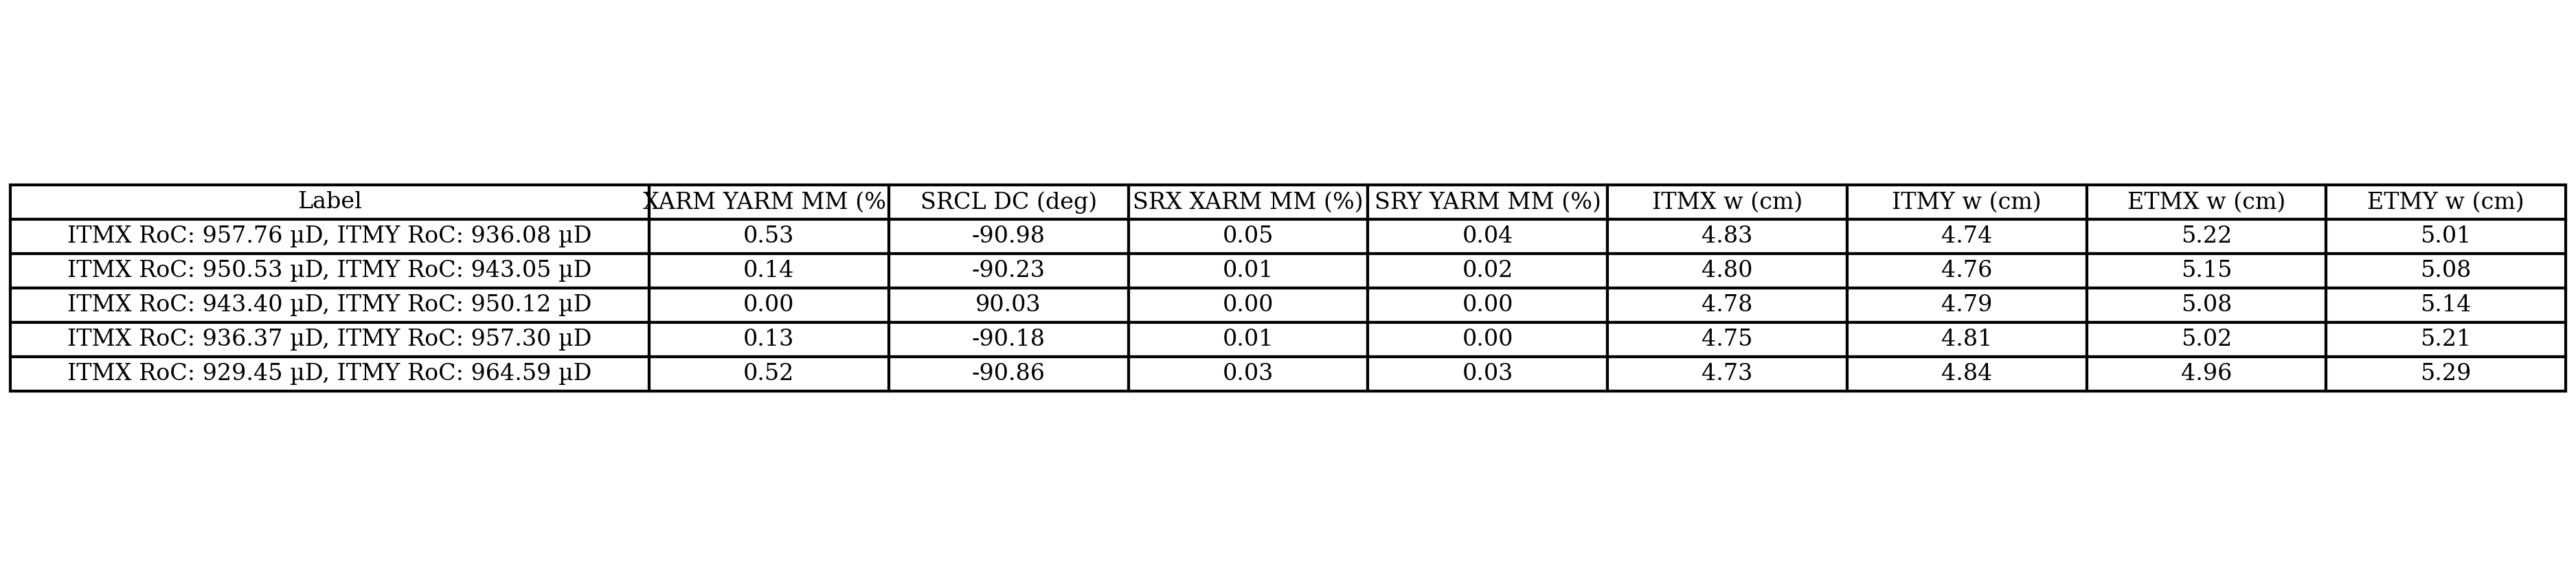 Label XARM YARM MM (% SRCL DC (deg) SRX XARM MM (%) SRY YARM MM (%) ITMX w (cm) ITMY w (cm) ETMX w (cm) ETMY w (cm)
ITMX RoC: 957.76 µD, ITMY RoC: 936.08 µD 0.53 -90.98 0.05 0.04 4.83 4.74 5.22 5.01
ITMX RoC: 950.53 µD, ITMY RoC: 943.05 µD 0.14 -90.23 0.01 0.02 4.80 4.76 5.15 5.08
ITMX RoC: 943.40 µD, ITMY RoC: 950.12 µD 0.00 90.03 0.00 0.00 4.78 4.79 5.08 5.14
ITMX RoC: 936.37 µD, ITMY RoC: 957.30 µD 0.13 -90.18 0.01 0.00 4.75 4.81 5.02 5.21
ITMX RoC: 929.45 µD, ITMY RoC: 964.59 µD 0.52 -90.86 0.03 0.03 4.73 4.84 4.96 5.29